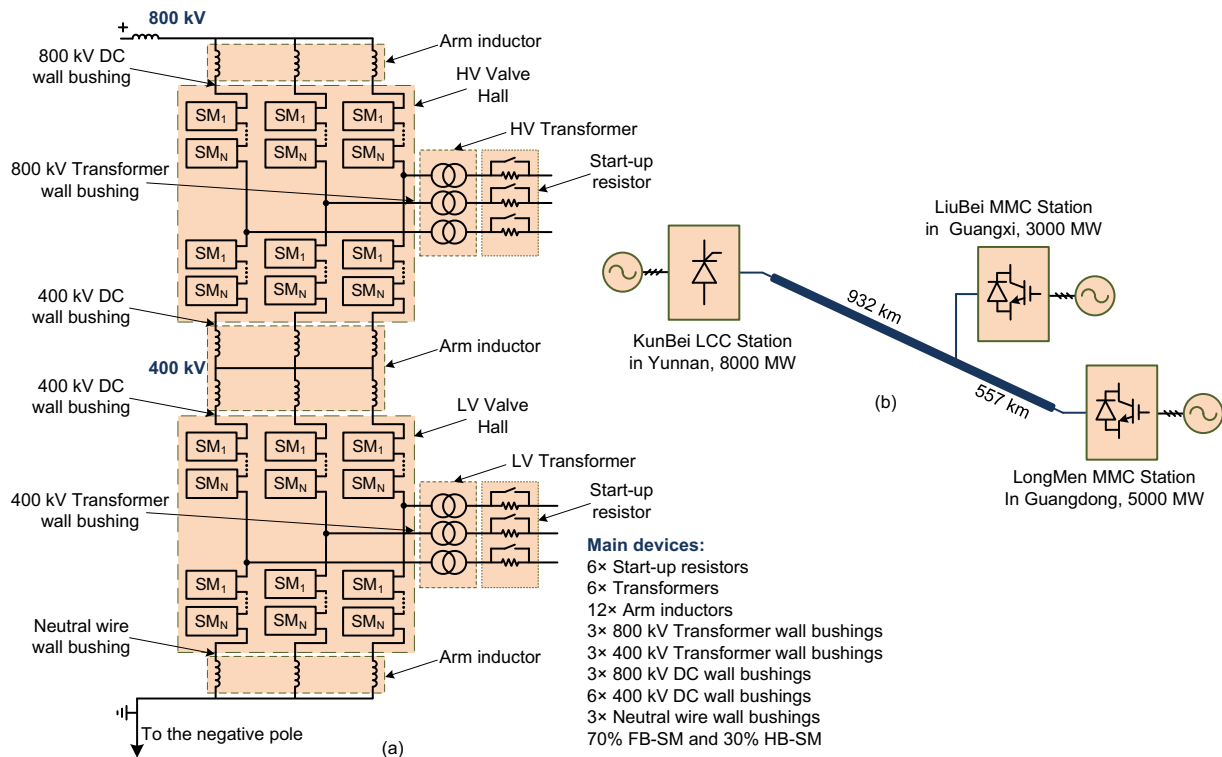 800 kV
+
800 kV DC
wall bushing
Arm inductor
HV Valve
Hall
SM₁
SM₁
SM₁
SMN
SMN
SMN
HV Transformer
800 kV Transformer
wall bushing
Start-up
resistor
SM₁
SM₁
SM₁
SMN
SMN
SMN
400 kV DC
wall bushing
Arm inductor
400 kV
400 kV DC
wall bushing
LV Valve
Hall
SM₁
SM₁
SM₁
SMN
SMN
SMN
LV Transformer
400 kV Transformer
wall bushing
Start-up
resistor
SM₁
SM₁
SM₁
SMN
SMN
SMN
Neutral wire
wall bushing
Arm inductor
To the negative pole
(a)
LiuBei MMC Station
in Guangxi, 3000 MW
932 km
KunBei LCC Station
in Yunnan, 8000 MW
557 km
(b)
LongMen MMC Station
In Guangdong, 5000 MW
Main devices:
6× Start-up resistors
6× Transformers
12× Arm inductors
3× 800 kV Transformer wall bushings
3× 400 kV Transformer wall bushings
3× 800 kV DC wall bushings
6× 400 kV DC wall bushings
3× Neutral wire wall bushings
70% FB-SM and 30% HB-SM